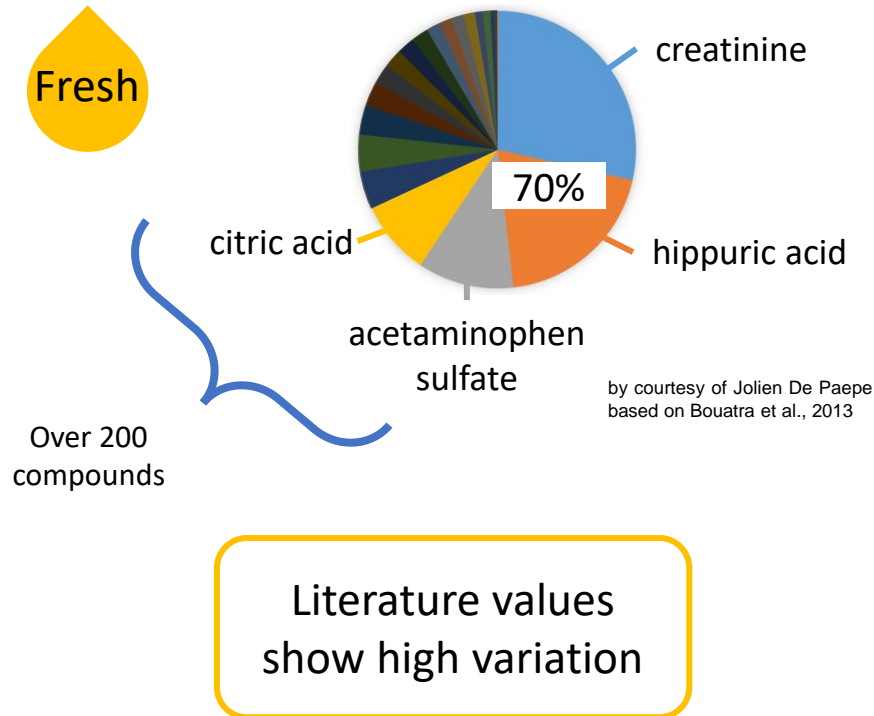 Fresh
creatinine
70%
citric acid
hippuric acid
acetaminophen
sulfate
by courtesy of Jolien De Paepe
based on Bouatra et al., 2013
Over 200
compounds
Literature values
show high variation